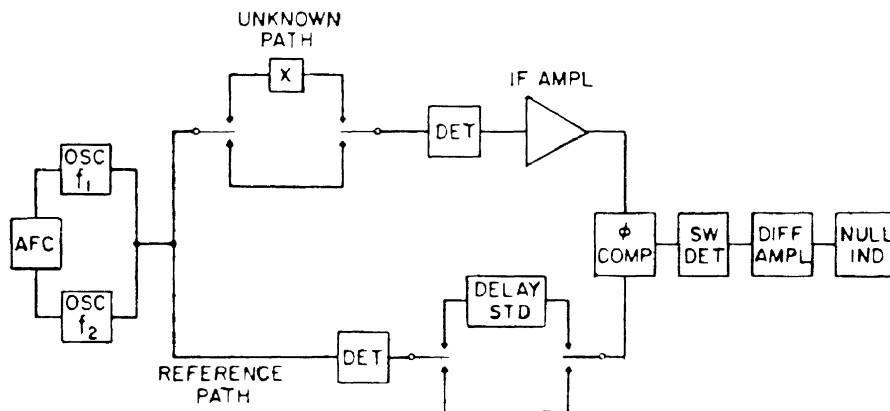 UNKNOWN
PATH
X
IF AMPL
DET
OSC
f1
AFC
OSC
f2
φ
COMP
SW
DET
DIFF
AMPL
NULL
IND
DELAY
STD
DET
REFERENCE
PATH